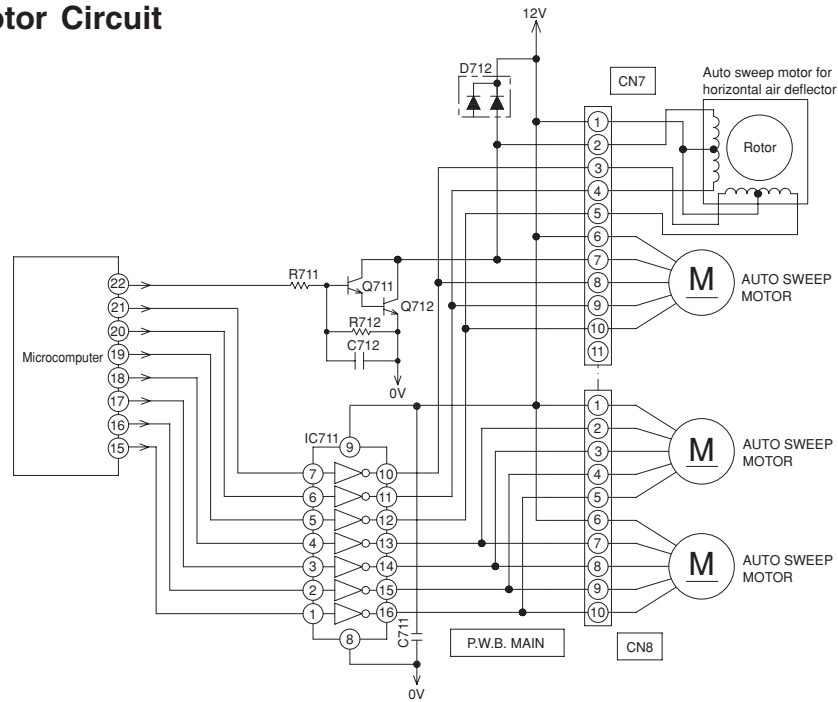 otor Circuit
12V
D712
CN7
Auto sweep motor for
horizontal air deflector
Rotor
1
2
3
4
5
6
7
8
9
10
11
M
AUTO SWEEP
MOTOR
Microcomputer
22
21
20
19
18
17
16
15
R711
Q711
Q712
R712
C712
0V
IC711
9
7
6
5
4
3
2
1
8
10
11
12
13
14
15
16
C711
0V
1
2
3
4
5
6
7
8
9
10
M
AUTO SWEEP
MOTOR
M
AUTO SWEEP
MOTOR
P.W.B. MAIN
CN8